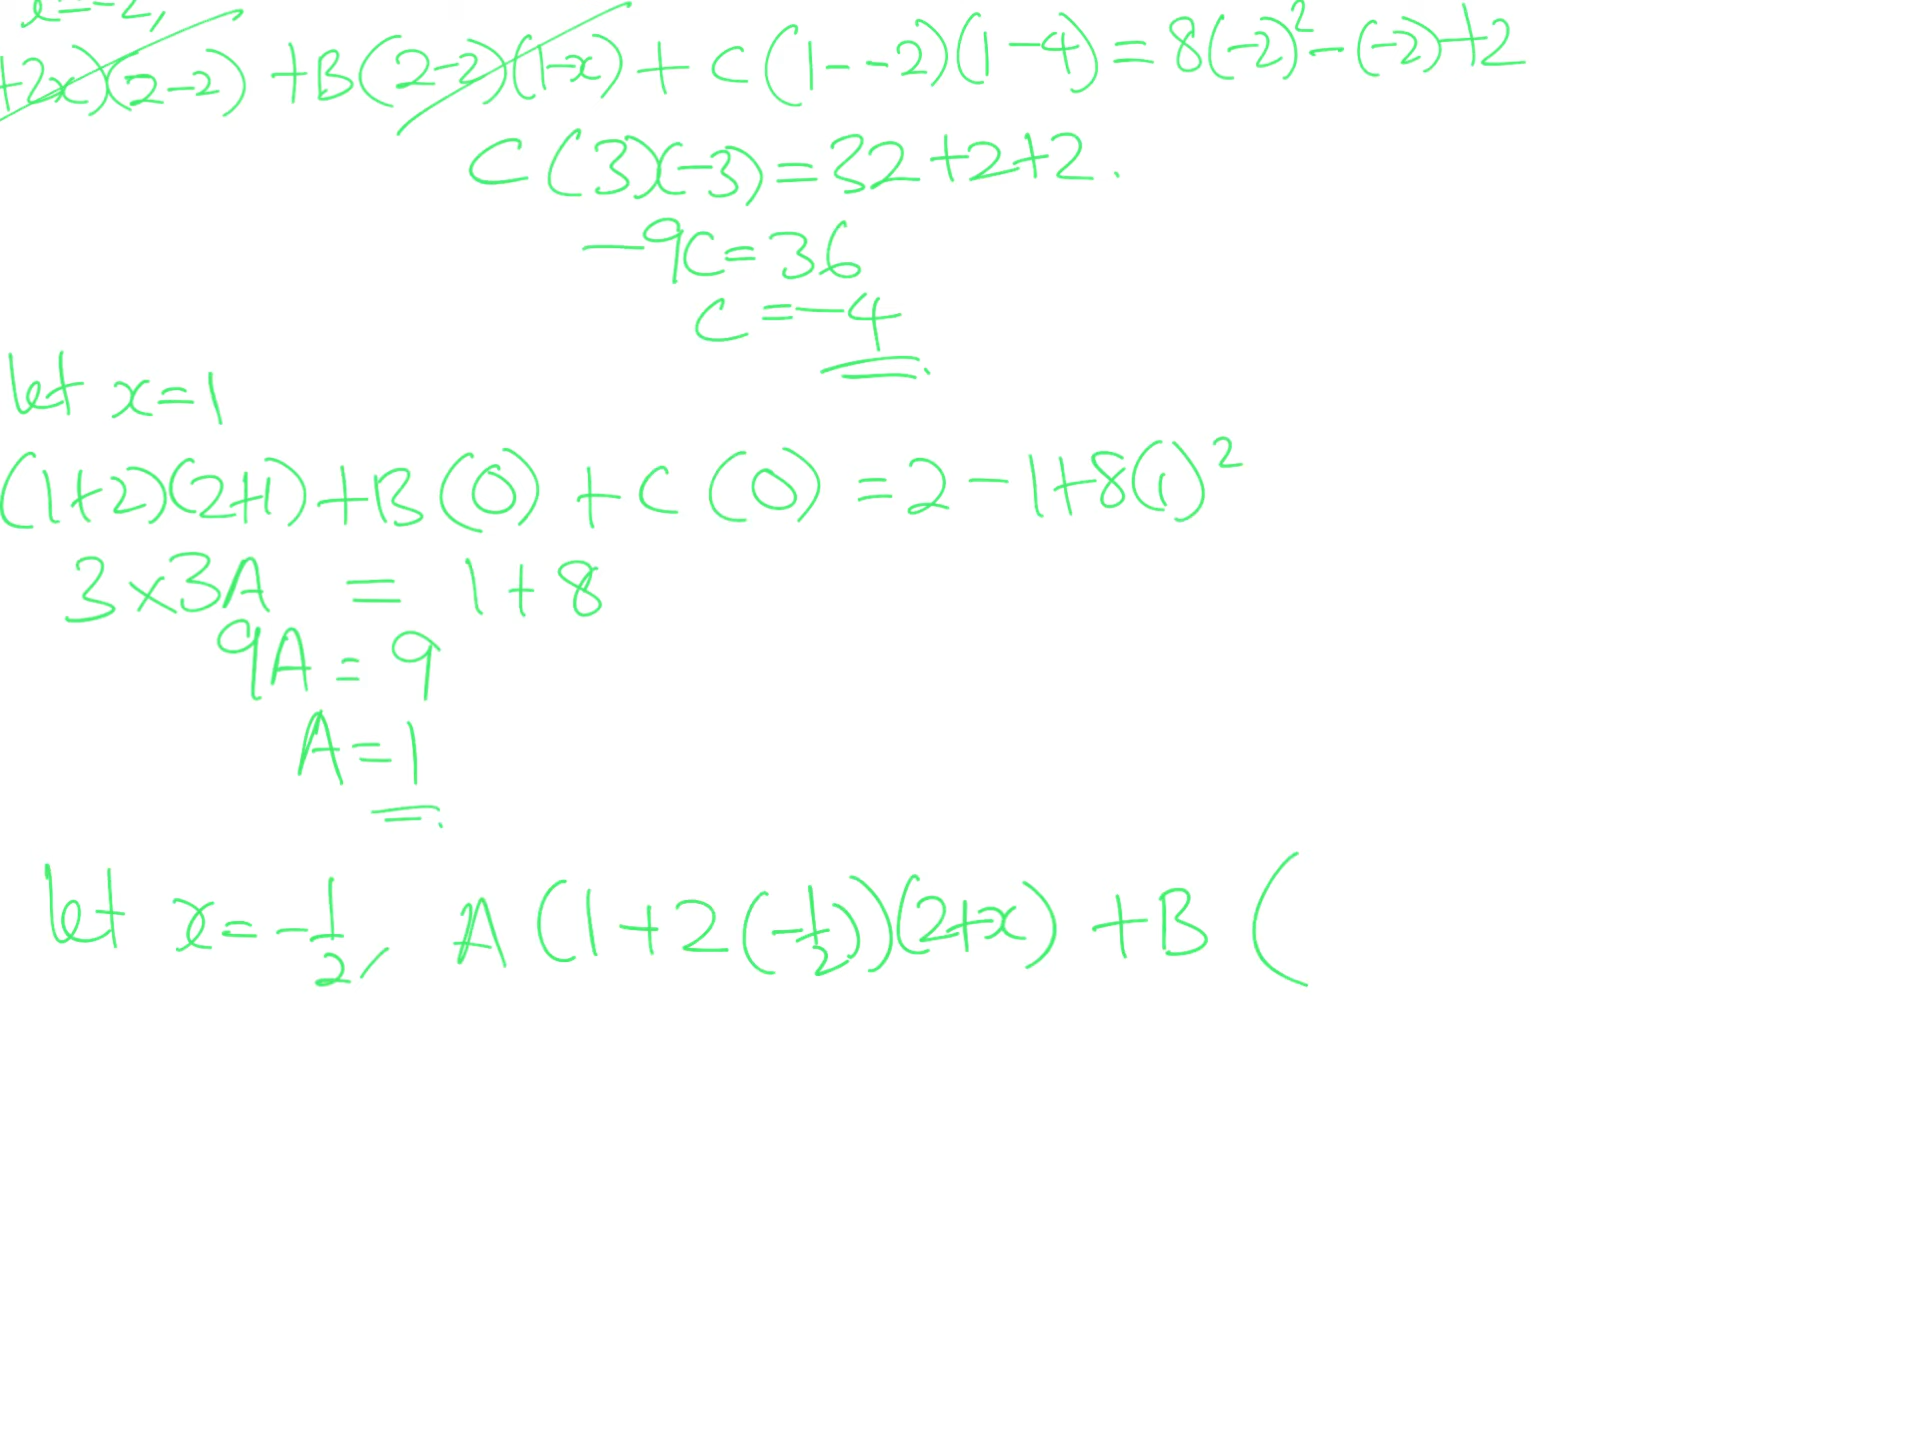 x=-2,
+2x)(2-2) +B(2-2)(1-x) + C(1--2)(1-4) = 8(-2)² - (-2)+2
C(3)(-3) = 32+2+2.
-9C=36
C=-4
let x=1
(1+2)(2+1)+B(0)+C(0) = 2-1+8(1)²
3×3A = 1+8
9A = 9
A=1
let x=-1/2, A(1+2(-1/2))(2+x) +B(